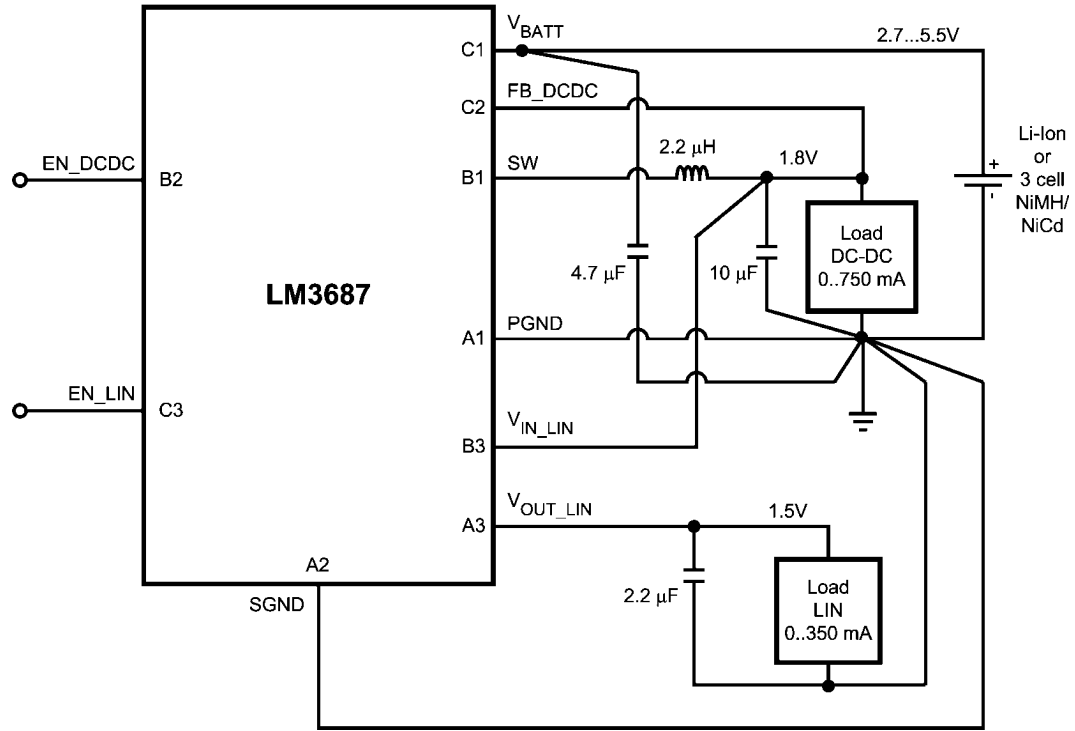 V_BATT
C1
2.7...5.5V
FB_DCDC
C2
Li-Ion
or
3 cell
NiMH/
NiCd
+
-
EN_DCDC
B2
SW
B1
2.2 μH
1.8V
Load
DC-DC
0..750 mA
4.7 μF
10 μF
LM3687
PGND
A1
EN_LIN
C3
V_IN_LIN
B3
V_OUT_LIN
A3
1.5V
A2
SGND
2.2 μF
Load
LIN
0..350 mA